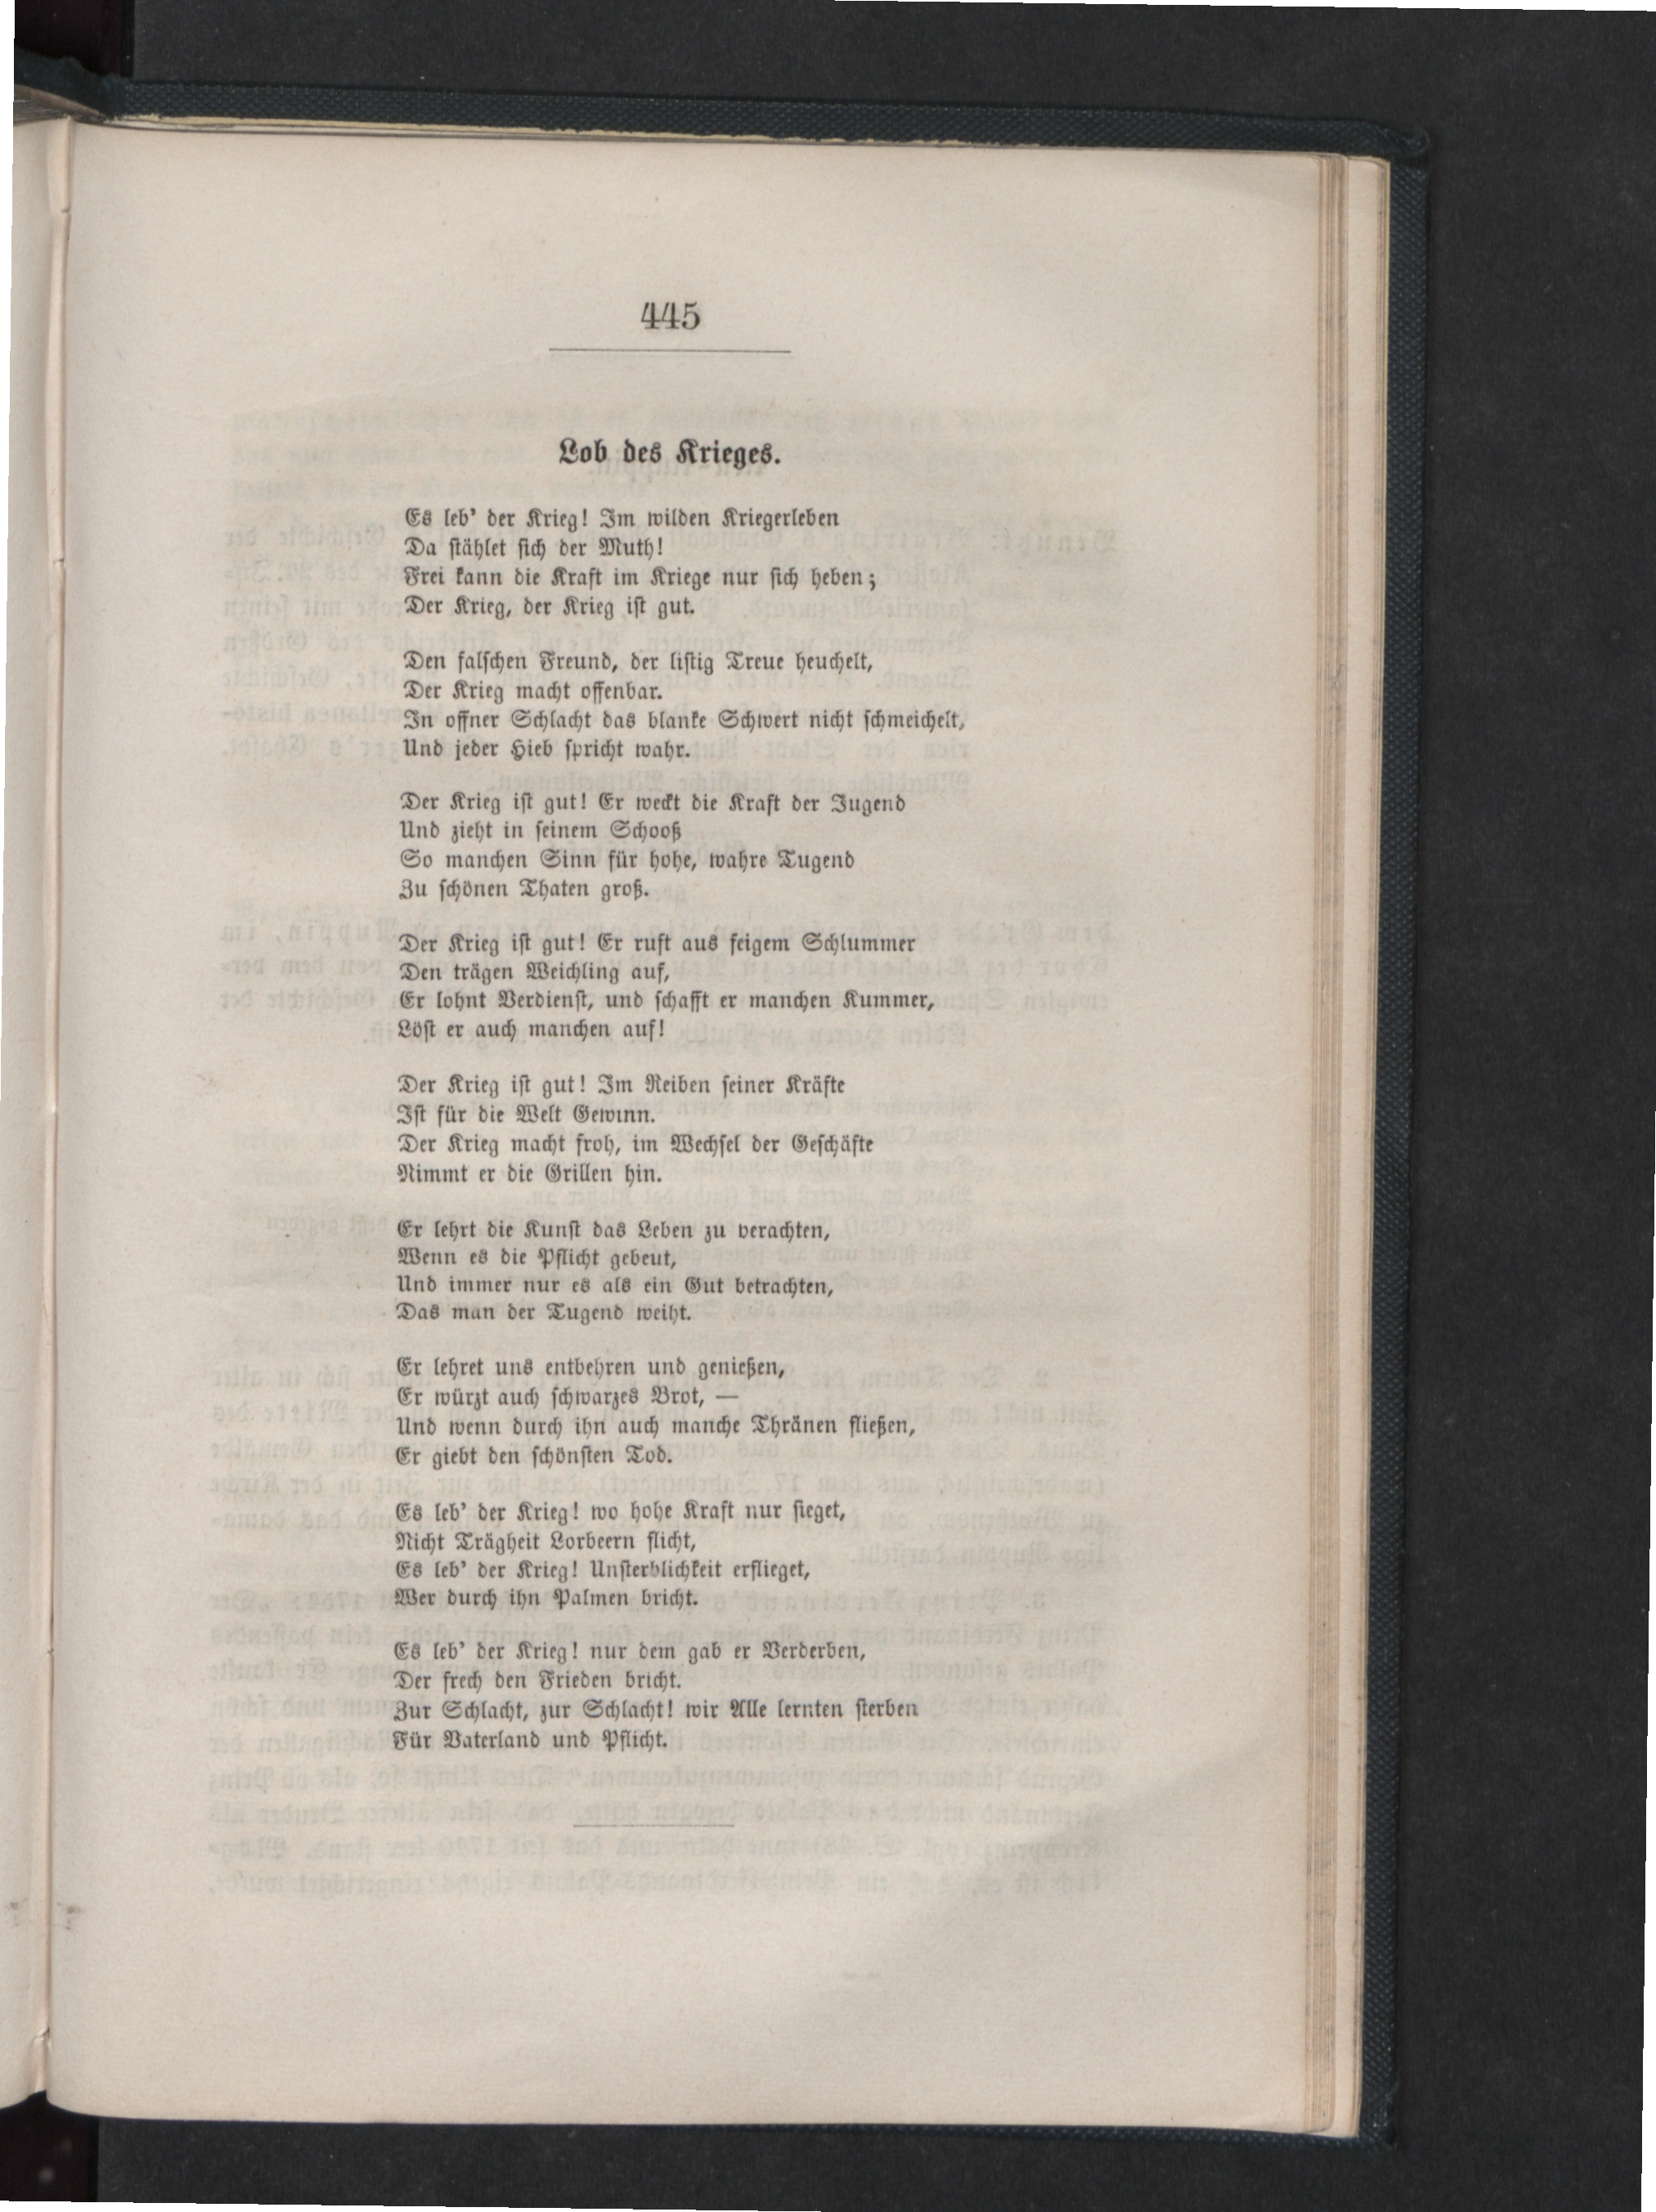 445
Lob des Krieges.
Es leb' der Krieg! Im wilden Kriegerleben
Da stählet sich der Muth!
Frei kann die Kraft im Kriege nur sich heben;
Der Krieg, der Krieg ist gut.
Den falschen Freund, der listig Treue heuchelt,
Der Krieg macht offenbar.
In offner Schlacht das blanke Schwert nicht schmeichelt,
Und jeder Hieb spricht wahr.
Der Krieg ist gut! Er weckt die Kraft der Jugend
Und zieht in seinem Schooß
So manchen Sinn für hohe, wahre Tugend
Zu schönen Thaten groß.
Der Krieg ist gut! Er ruft aus feigem Schlummer
Den trägen Weichling auf,
Er lohnt Verdienst, und schafft er manchen Kummer,
Löst er auch manchen auf!
Der Krieg ist gut! Im Reiben seiner Kräfte
Ist für die Welt Gewinn.
Der Krieg macht froh, im Wechsel der Geschäfte
Nimmt er die Grillen hin.
Er lehrt die Kunst das Leben zu verachten,
Wenn es die Pflicht gebeut,
Und immer nur es als ein Gut betrachten,
Das man der Tugend weiht.
Er lehret uns entbehren und genießen,
Er würzt auch schwarzes Brot, —
Und wenn durch ihn auch manche Thränen fließen,
Er giebt den schönsten Tod.
Es leb' der Krieg! wo hohe Kraft nur sieget,
Nicht Trägheit Lorbeern flicht,
Es leb' der Krieg! Unsterblichkeit erflieget,
Wer durch ihn Palmen bricht.
Es leb' der Krieg! nur dem gab er Verderben,
Der frech den Frieden bricht.
Zur Schlacht, zur Schlacht! wir Alle lernten sterben
Für Vaterland und Pflicht.